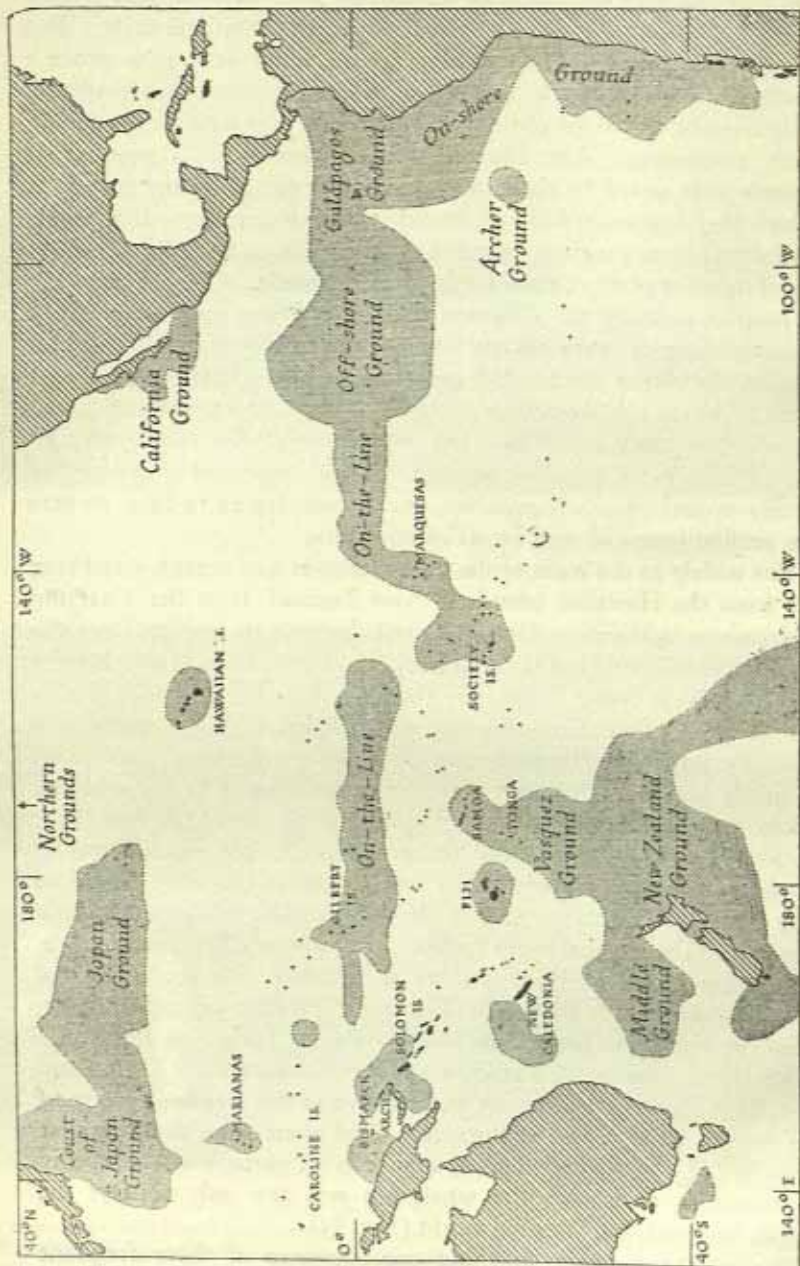 40°N
180°
140°W
Northern
Grounds
Coast
of
Japan
Ground
Japan
Ground
California
Ground
HAWAIIAN IS.
MARIANAS
CAROLINE IS.
GILBERT
IS.
0°
BISMARCK
ARCH.
SOLOMON
IS.
On-the-Line
On-the-Line
Off-shore
Ground
Galápagos
Ground
MARQUESAS
SOCIETY
IS.
On-shore
Ground
Archer
Ground
FIJI
SAMOA
TONGA
NEW
CALEDONIA
Vasquez
Ground
Middle
Ground
New Zealand
Ground
40°S
140°E
180°
140°W
100°W